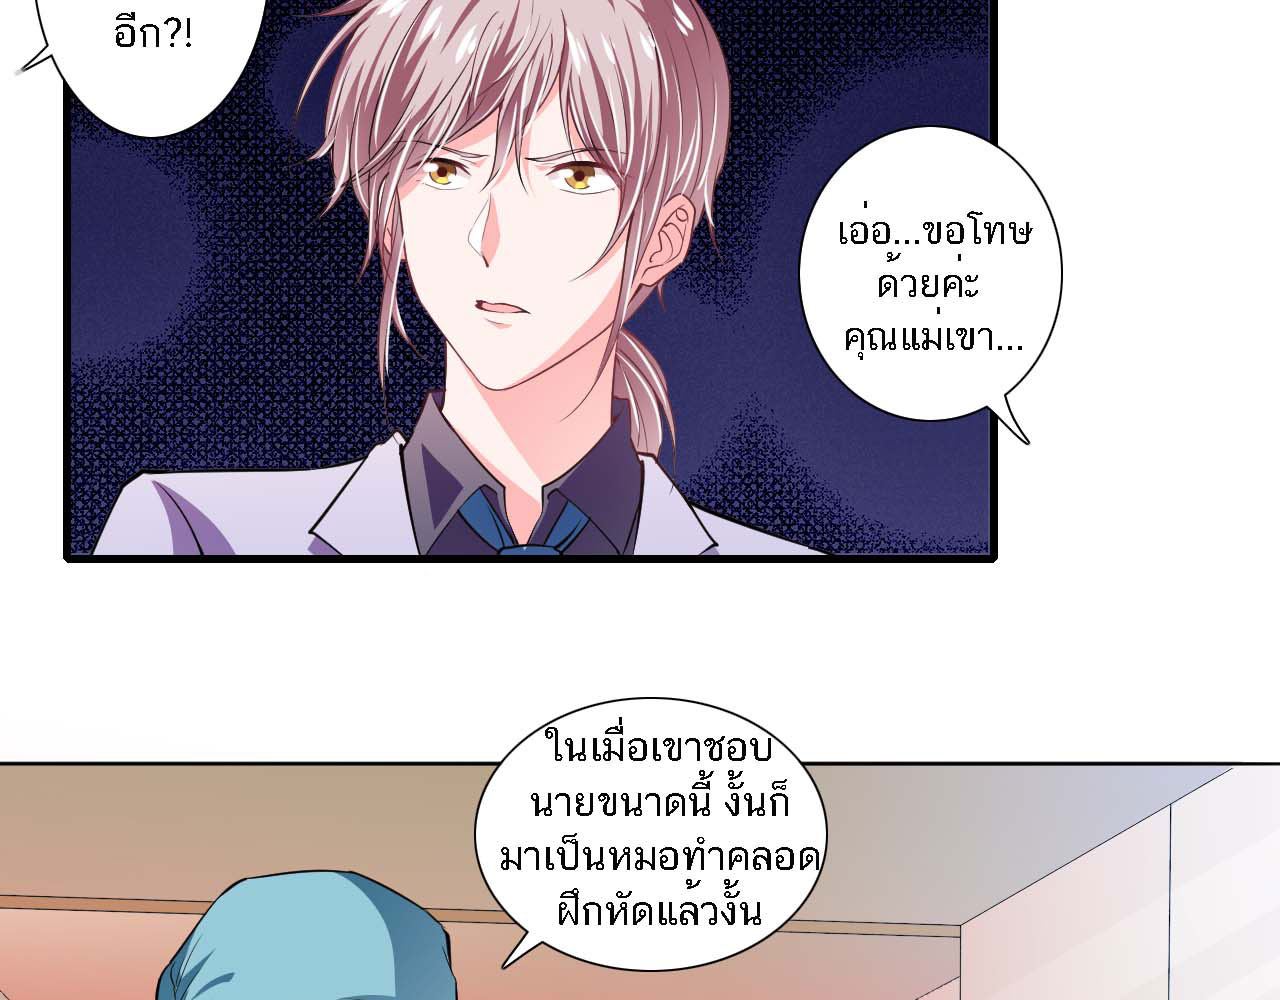 อีก?!
เอ่อ...ขอโทษ
ด้วยค่ะ
คุณแม่เขา...
ในเมื่อเขาชอบ
นายขนาดนี้ งั้นก็
มาเป็นหมอทำคลอด
ฝึกหัดแล้วงั้น